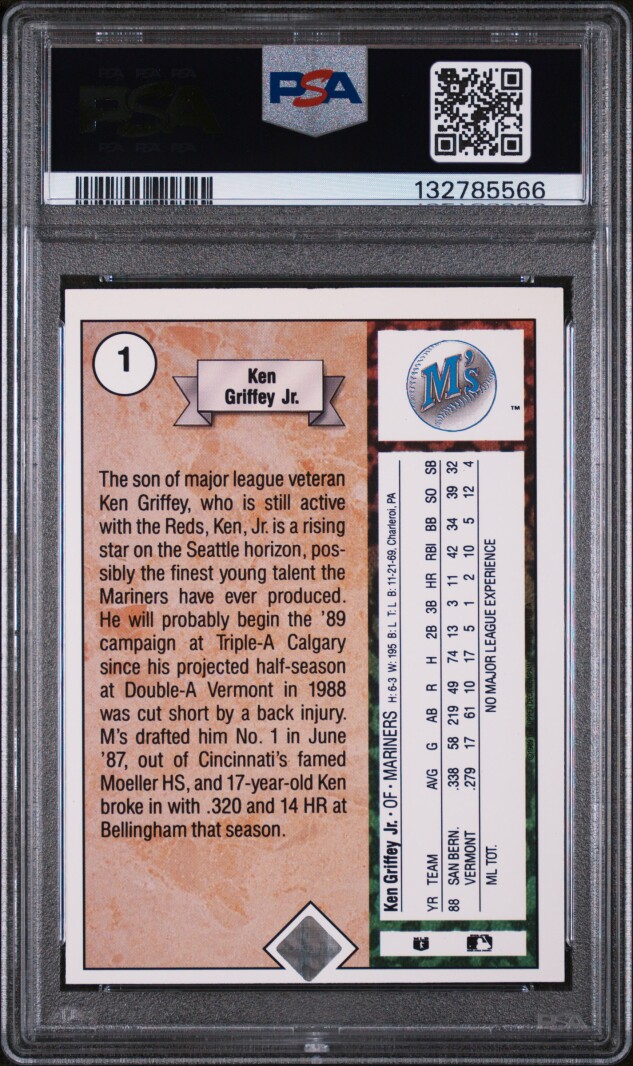 PSA
132785566
1
Ken
Griffey Jr.
M's
™
The son of major league veteran
Ken Griffey, who is still active
with the Reds, Ken, Jr. is a rising
star on the Seattle horizon, pos-
sibly the finest young talent the
Mariners have ever produced.
He will probably begin the '89
campaign at Triple-A Calgary
since his projected half-season
at Double-A Vermont in 1988
was cut short by a back injury.
M's drafted him No. 1 in June
'87, out of Cincinnati's famed
Moeller HS, and 17-year-old Ken
broke in with .320 and 14 HR at
Bellingham that season.
Ken Griffey Jr. • OF • MARINERS H: 6-3 W: 195 B: L T: L B: 11-21-69, Charleroi, PA
YR TEAM AVG G AB R H 2B 3B HR RBI BB SO SB
88 SAN BERN. .338 58 219 49 74 13 3 11 42 34 39 32
VERMONT .279 17 61 10 17 5 1 2 10 5 12 4
ML TOT. NO MAJOR LEAGUE EXPERIENCE